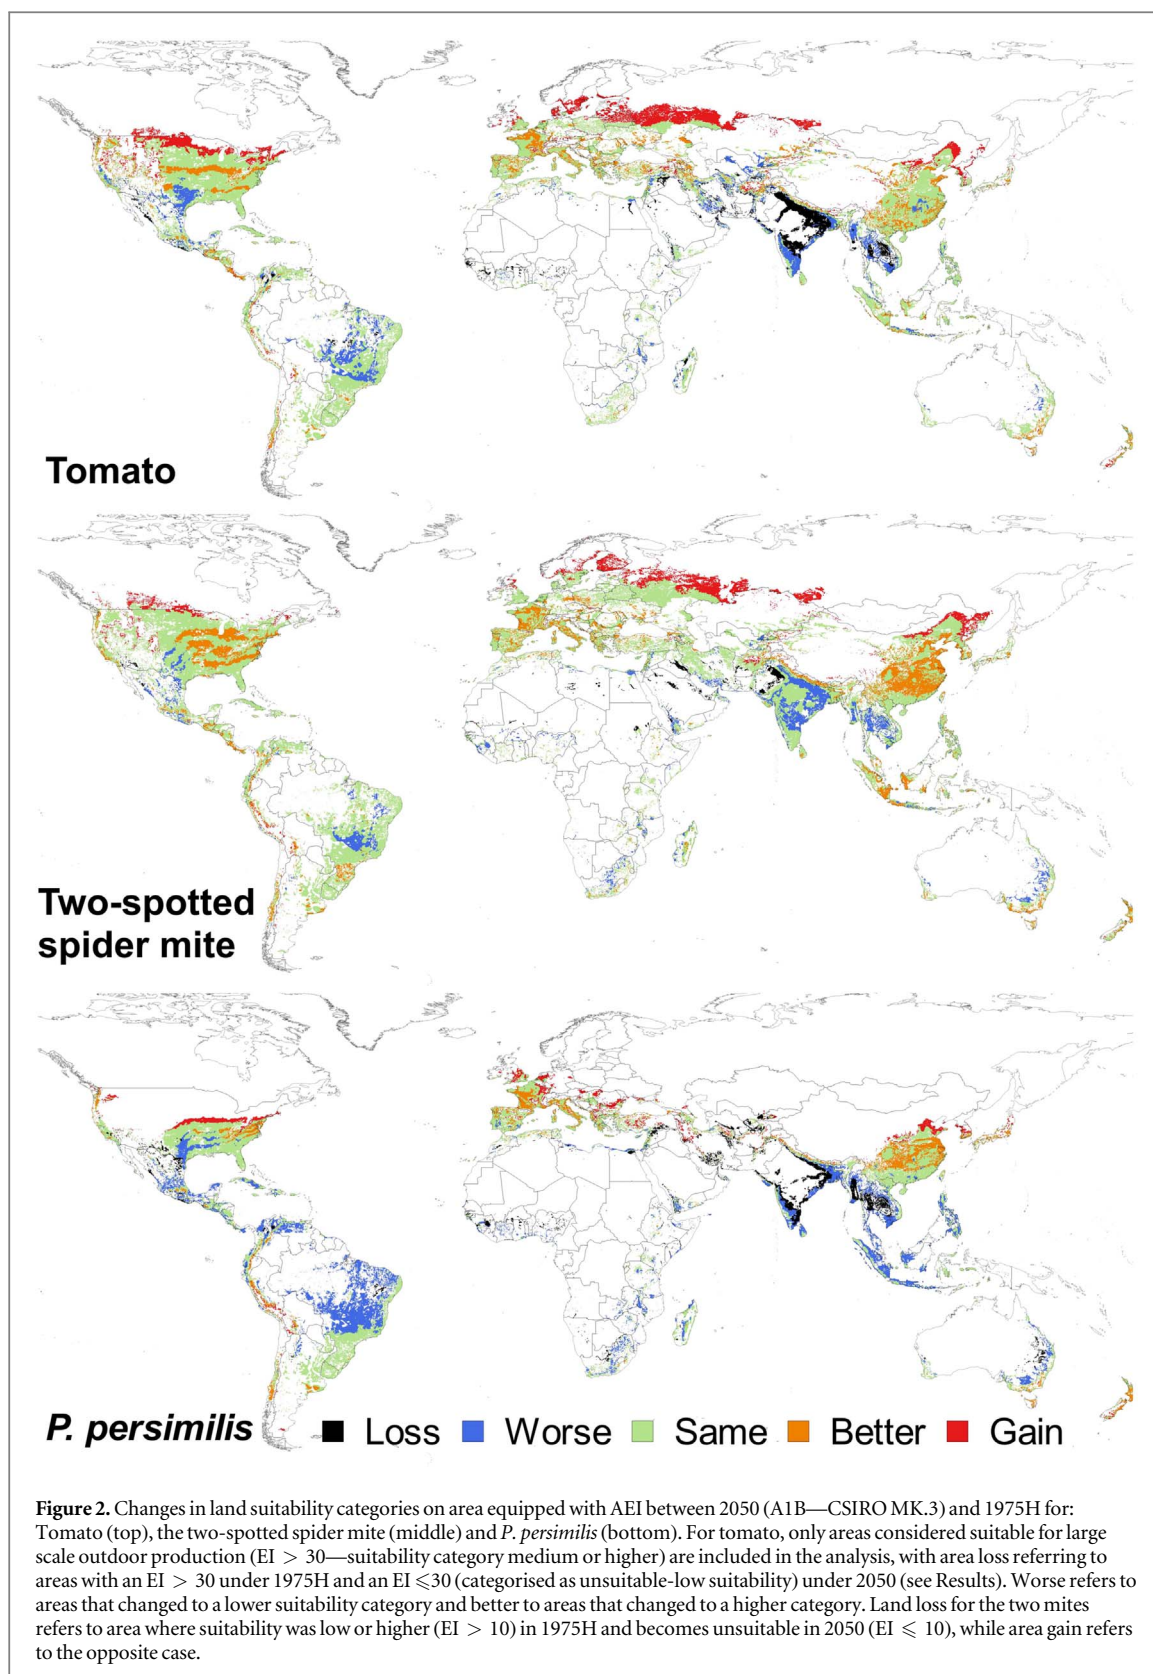 Tomato
Two-spotted
spider mite
P. persimilis Loss Worse Same Better Gain
Figure 2. Changes in land suitability categories on area equipped with AEI between 2050 (A1B—CSIRO MK.3) and 1975H for:
Tomato (top), the two-spotted spider mite (middle) and P. persimilis (bottom). For tomato, only areas considered suitable for large
scale outdoor production (EI > 30—suitability category medium or higher) are included in the analysis, with area loss referring to
areas with an EI > 30 under 1975H and an EI ⩽30 (categorised as unsuitable-low suitability) under 2050 (see Results). Worse refers to
areas that changed to a lower suitability category and better to areas that changed to a higher category. Land loss for the two mites
refers to area where suitability was low or higher (EI > 10) in 1975H and becomes unsuitable in 2050 (EI ⩽ 10), while area gain refers
to the opposite case.